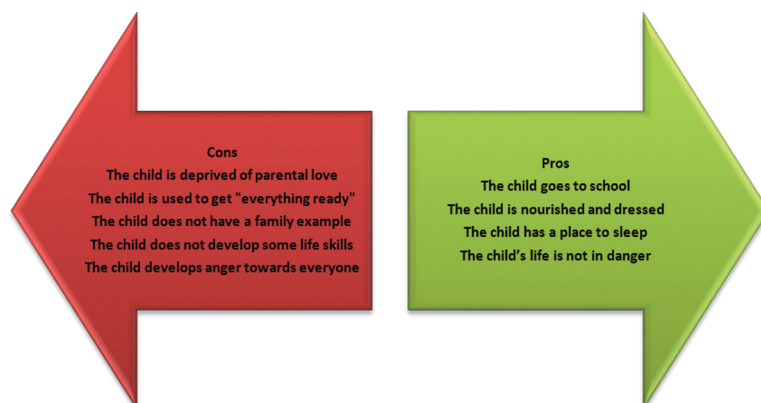 Cons
The child is deprived of parental love
The child is used to get "everything ready"
The child does not have a family example
The child does not develop some life skills
The child develops anger towards everyone
Pros
The child goes to school
The child is nourished and dressed
The child has a place to sleep
The child’s life is not in danger